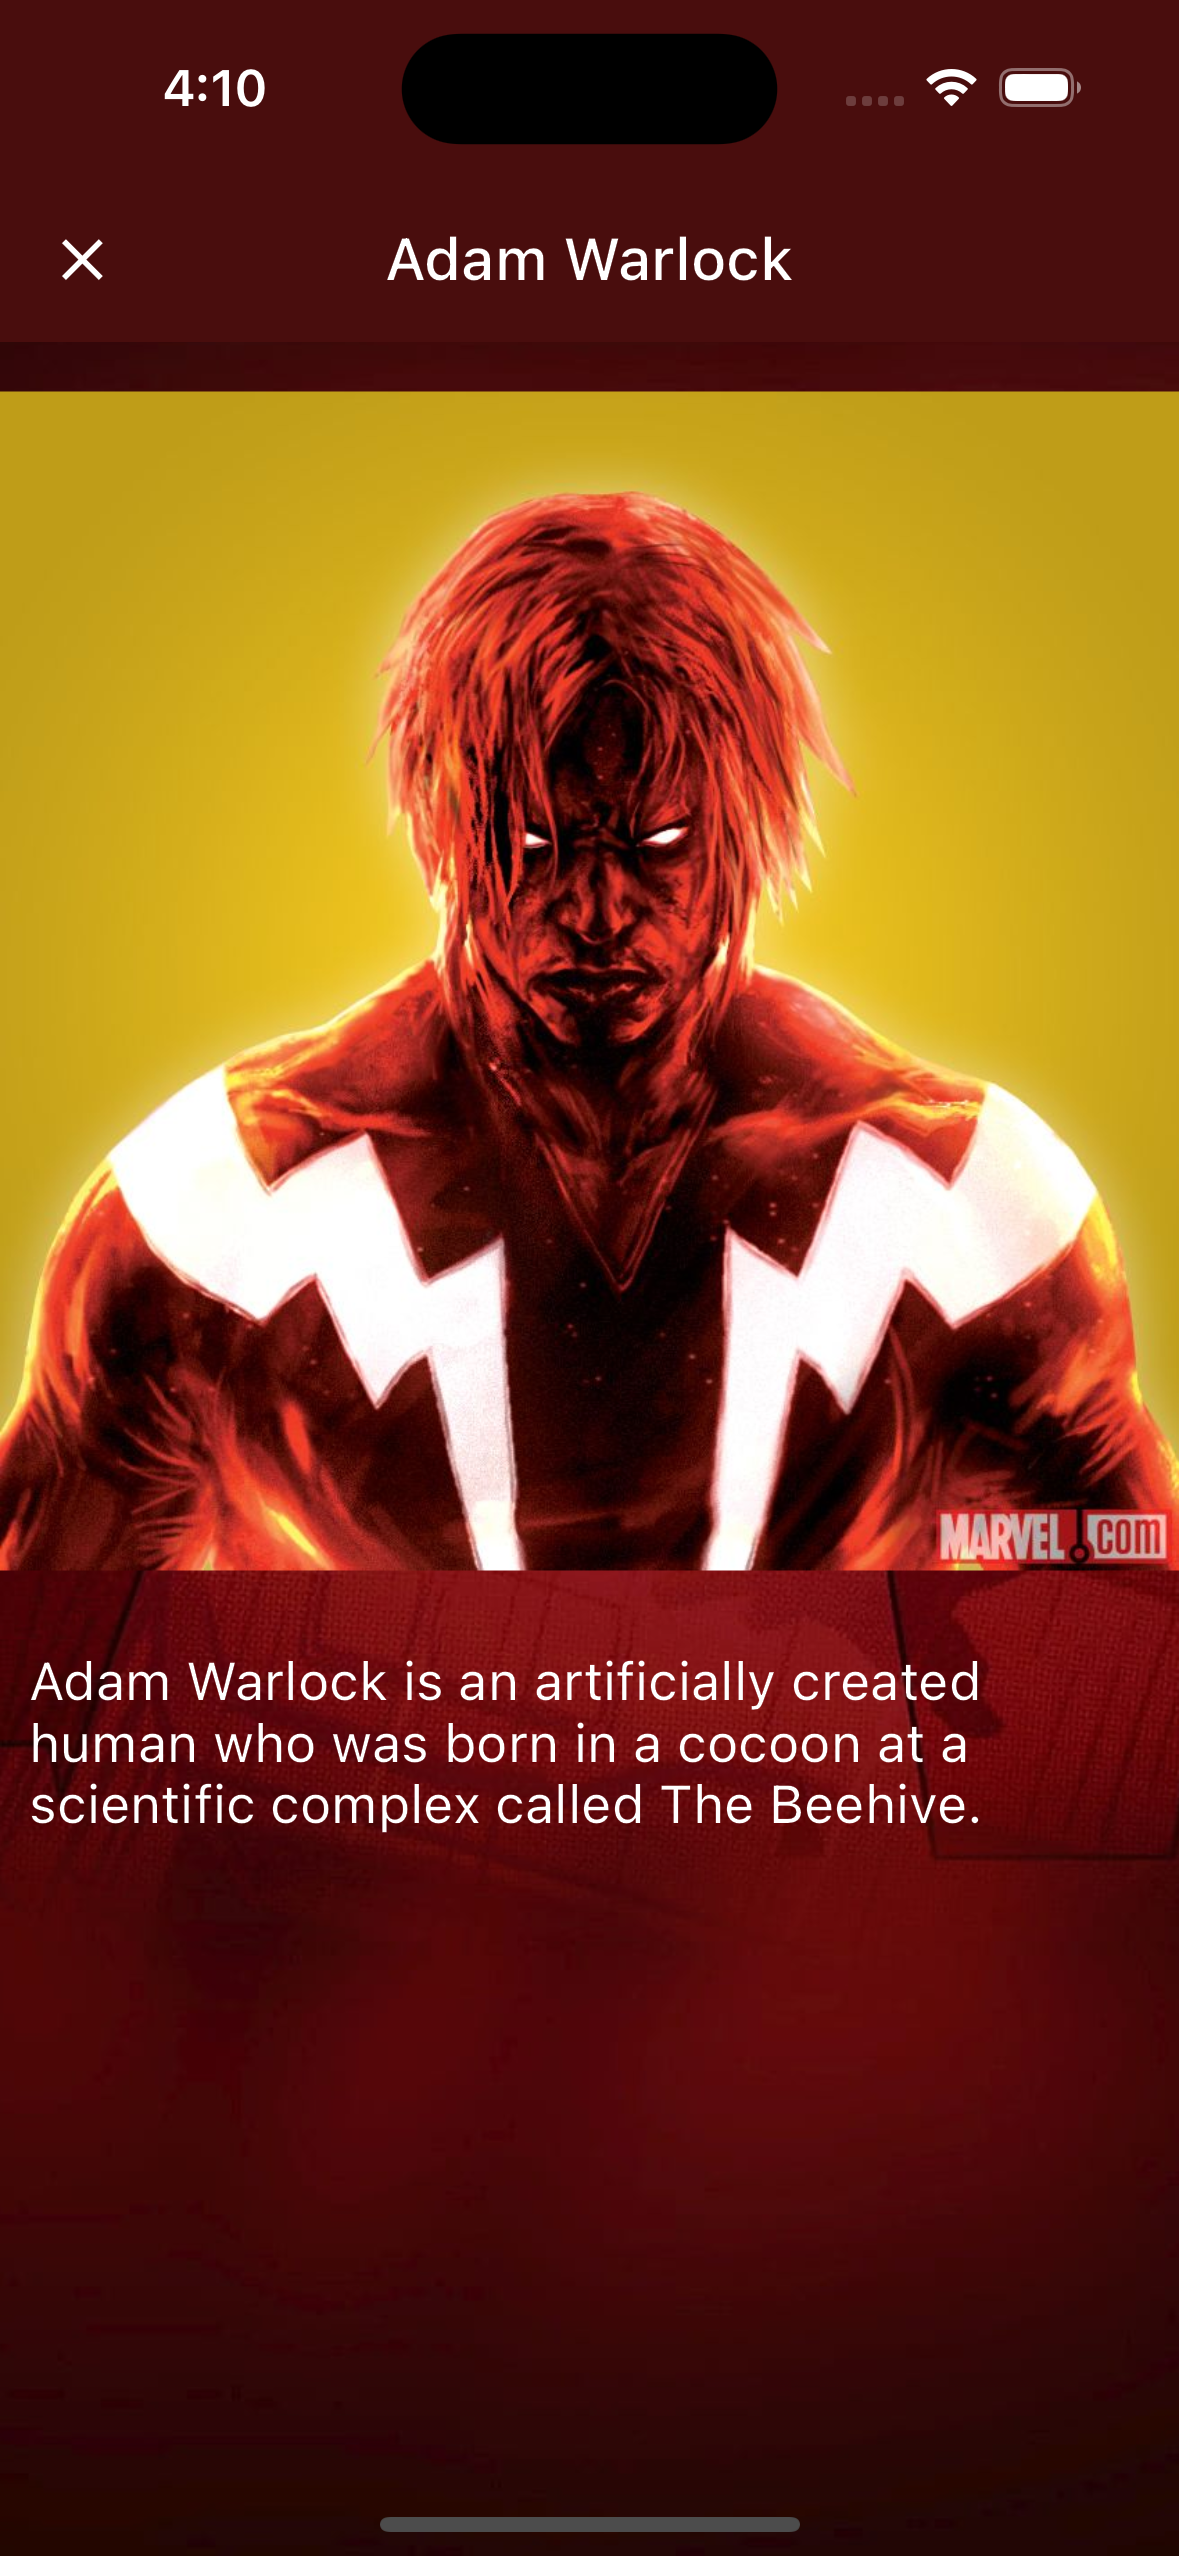 4:10
Adam Warlock
MARVEL.com
Adam Warlock is an artificially created
human who was born in a cocoon at a
scientific complex called The Beehive.